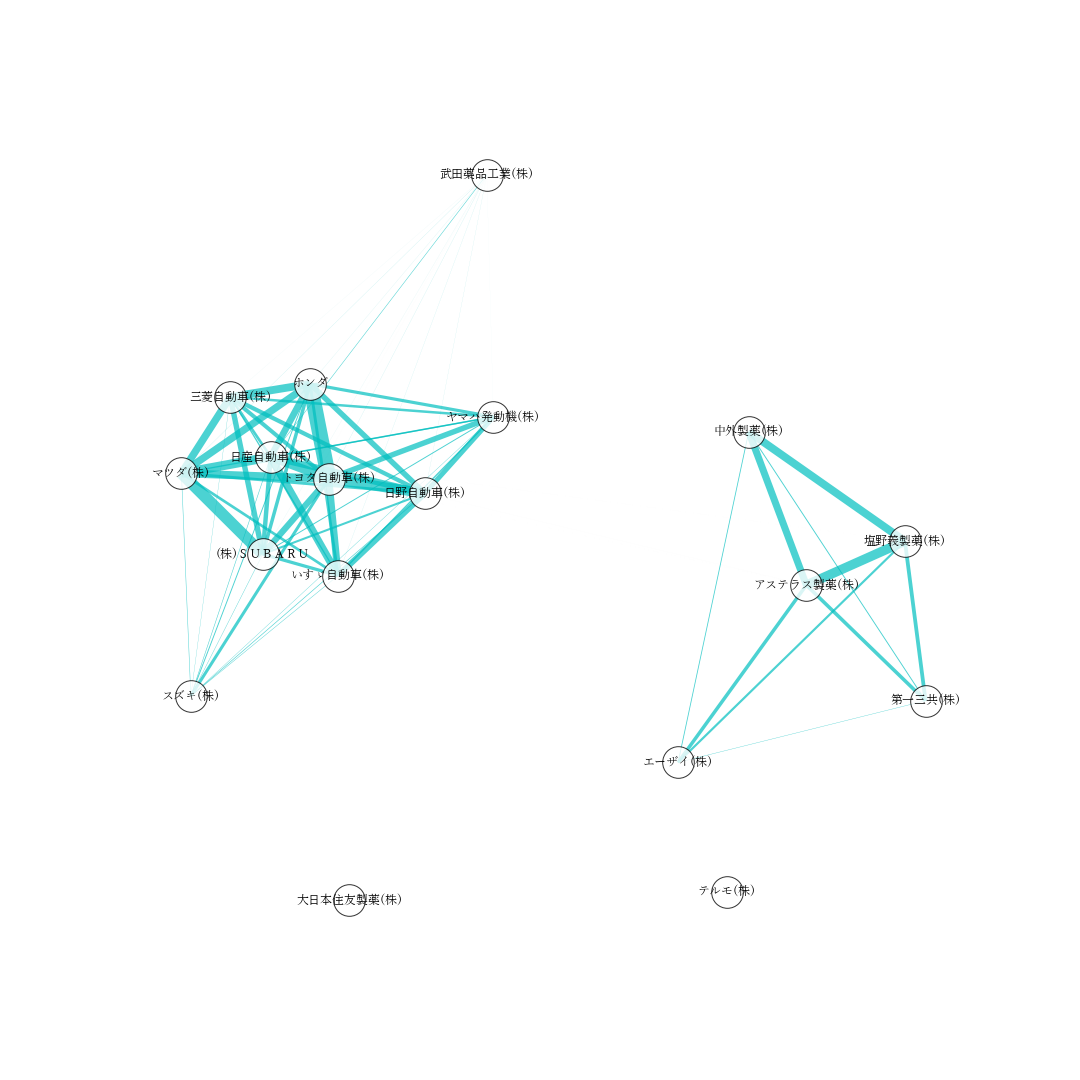 武田薬品工業(株)
ホンダ
三菱自動車(株)
ヤマハ発動機(株)
中外製薬(株)
日産自動車(株)
マツダ(株)
トヨタ自動車(株)
日野自動車(株)
塩野義製薬(株)
(株)ＳＵＢＡＲＵ
いすゞ自動車(株)
アステラス製薬(株)
スズキ(株)
第一三共(株)
エーザイ(株)
テルモ(株)
大日本住友製薬(株)